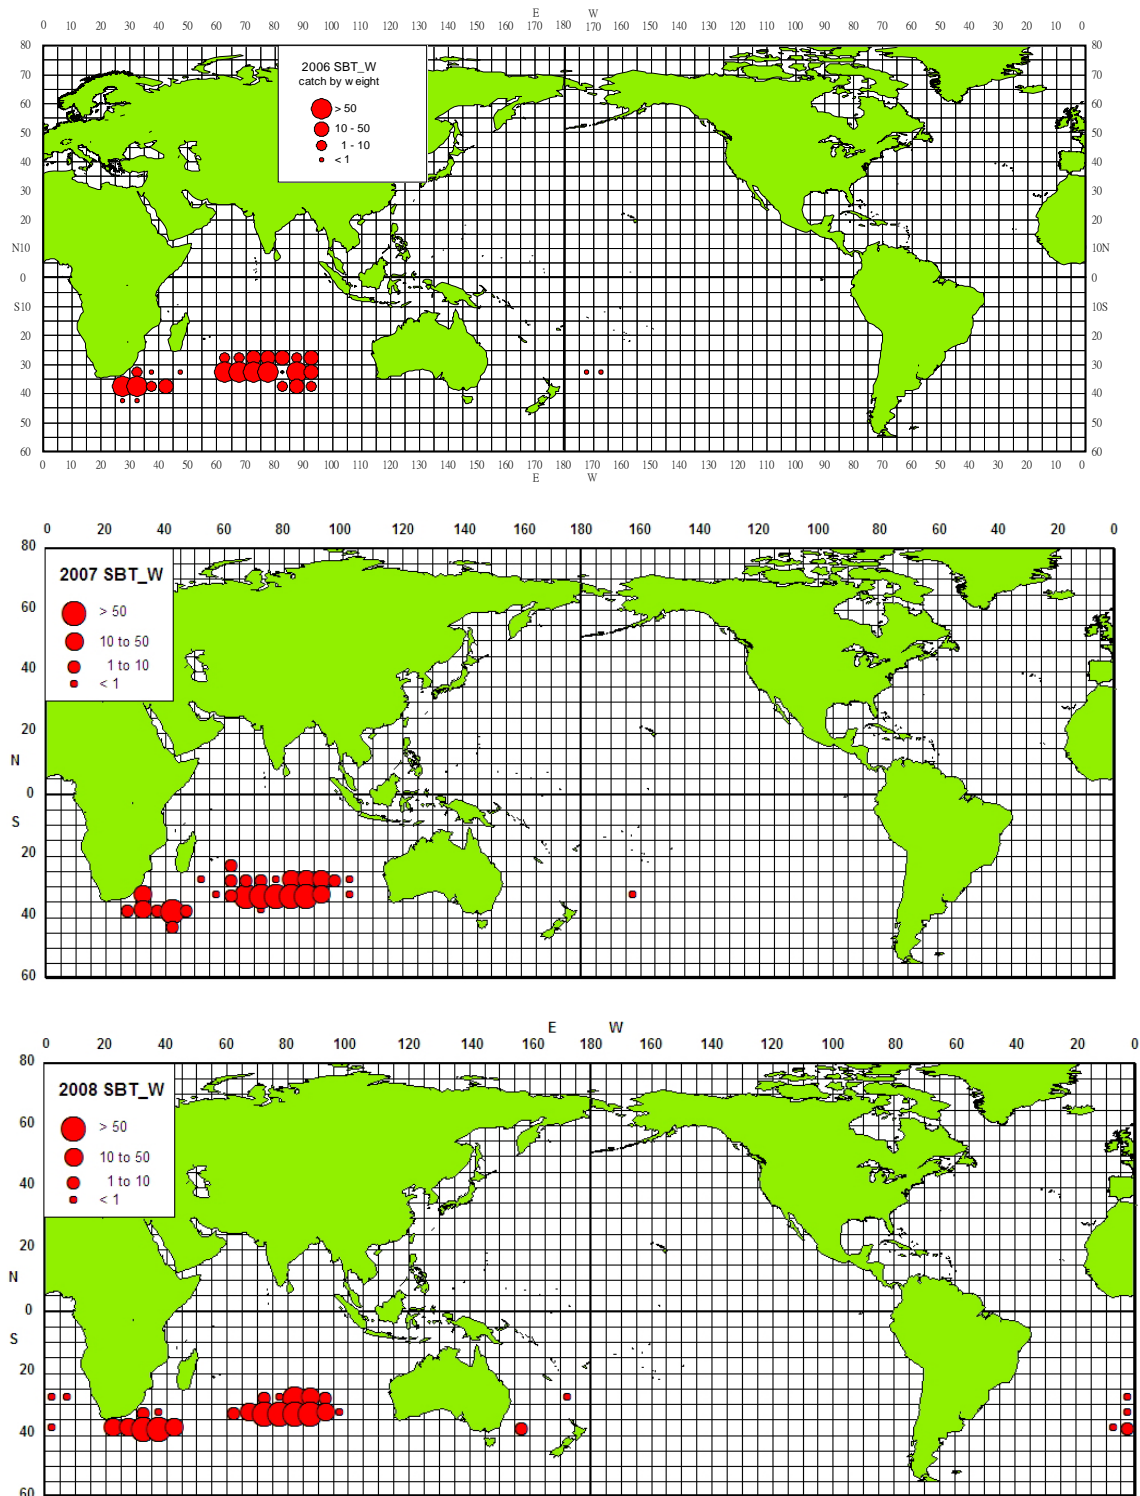 E W
0 10 20 30 40 50 60 70 80 90 100 110 120 130 140 150 160 170 180 170 160 150 140 130 120 110 100 90 80 70 60 50 40 30 20 10 0
80 80
2006 SBT_W
catch by weight
> 50
10 - 50
1 - 10
< 1
70 70
60 60
50 50
40 40
30 30
20 20
N10 10N
0 0
S10 10S
20 20
30 30
40 40
50 50
60 60
0 10 20 30 40 50 60 70 80 90 100 110 120 130 140 150 160 170 180 170 160 150 140 130 120 110 100 90 80 70 60 50 40 30 20 10 0
E W
0 20 40 60 80 100 120 140 160 180 160 140 120 100 80 60 40 20 0
80
2007 SBT_W
> 50
10 to 50
1 to 10
< 1
60
40
20
N
0
S
20
40
60
E W
0 20 40 60 80 100 120 140 160 180 160 140 120 100 80 60 40 20 0
80
2008 SBT_W
> 50
10 to 50
1 to 10
< 1
60
40
20
N
0
S
20
40
60